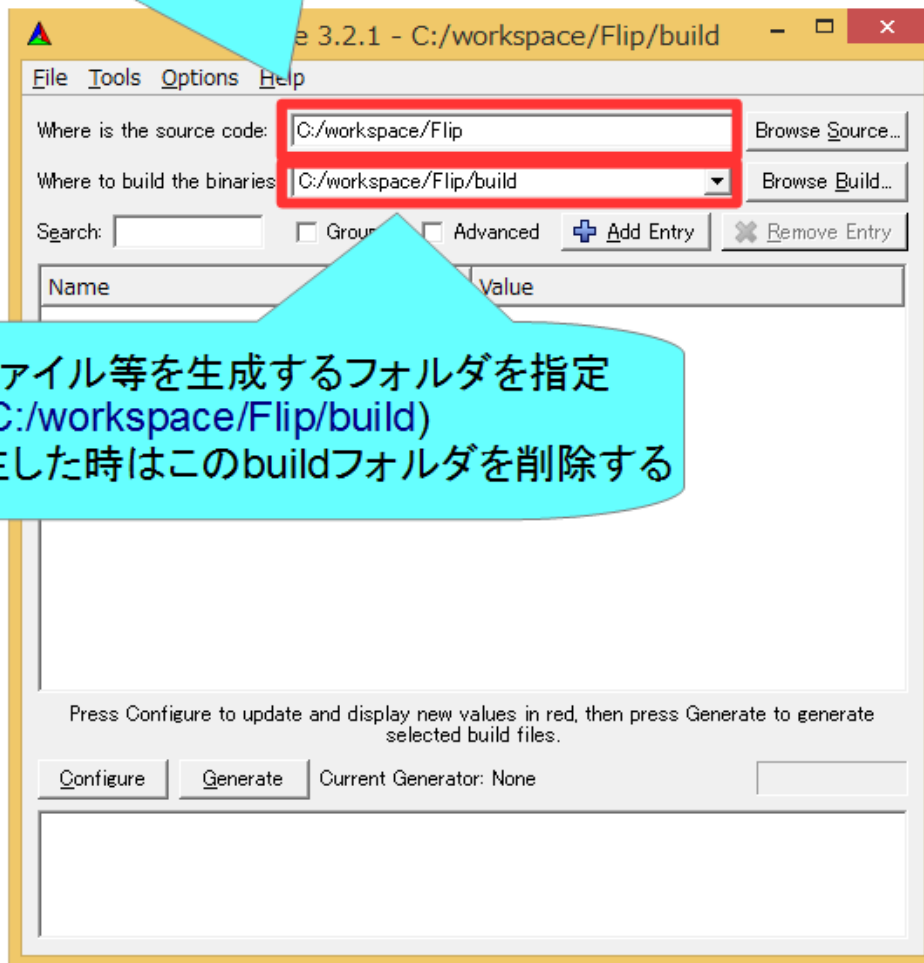 e 3.2.1 - C:/workspace/Flip/build
File Tools Options Help
Where is the source code: C:/workspace/Flip Browse Source...
Where to build the binaries C:/workspace/Flip/build Browse Build...
Search: Group Advanced Add Entry Remove Entry
Name Value
ァイル等を生成するフォルダを指定
C:/workspace/Flip/build)
した時はこのbuildフォルダを削除する
Press Configure to update and display new values in red, then press Generate to generate
selected build files.
Configure Generate Current Generator: None